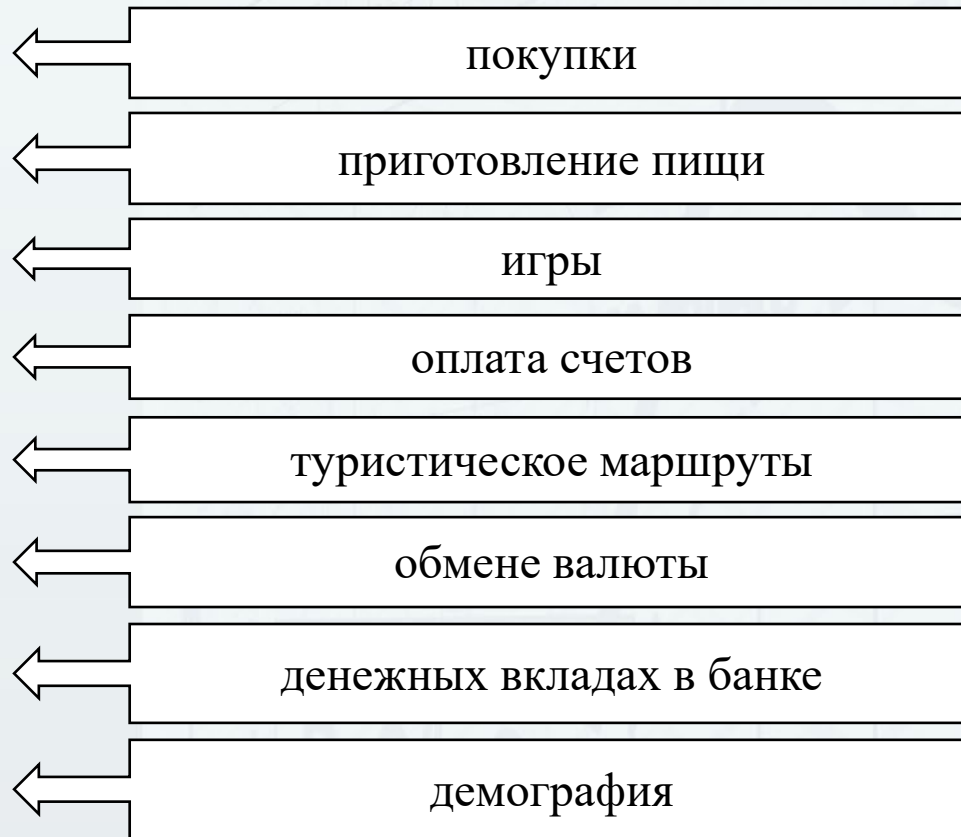 покупки
приготовление пищи
игры
оплата счетов
туристическое маршруты
обмене валюты
денежных вкладах в банке
демография